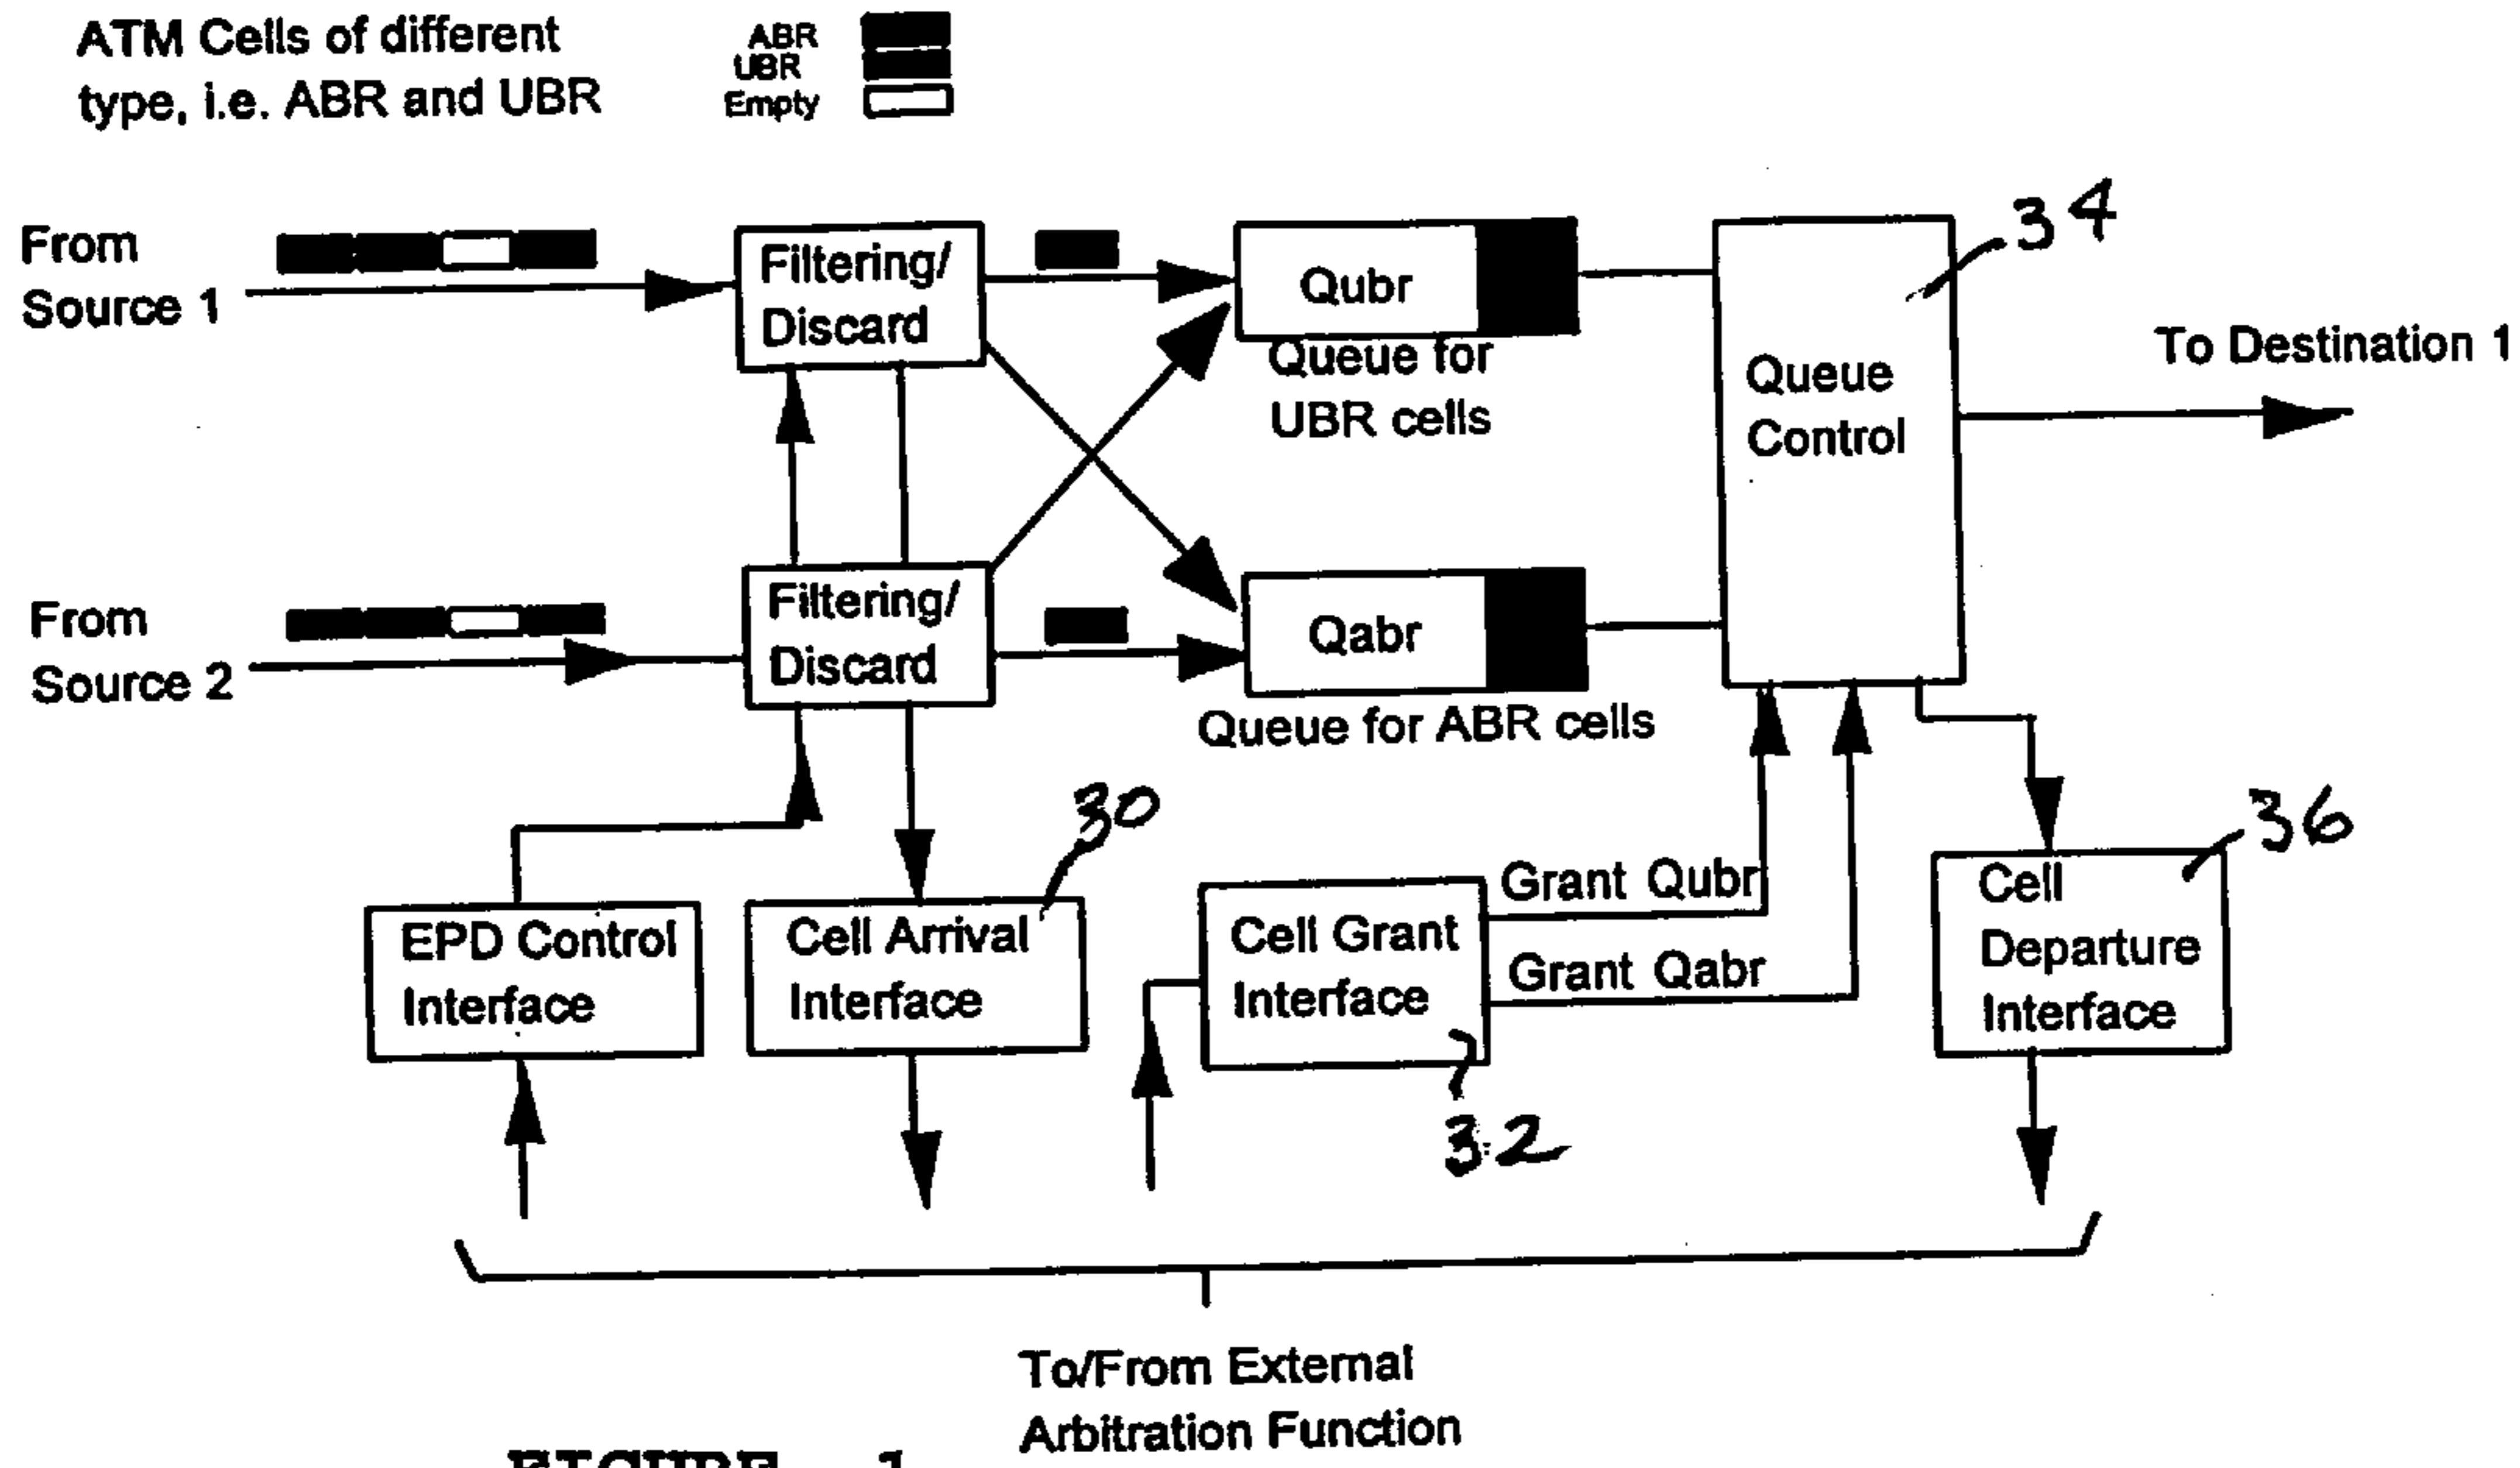 ATM Cells of different
type, i.e. ABR and UBR
ABR
UBR
Empty
From
Source 1
Filtering/
Discard
Qubr
Queue for
UBR cells
34
Queue
Control
To Destination 1
From
Source 2
Filtering/
Discard
Qabr
Queue for ABR cells
30
36
EPD Control
Interface
Cell Arrival
Interface
Cell Grant
Interface
Grant Qubr
Grant Qabr
32
Cell
Departure
Interface
To/From External
Arbitration Function
FIGURE 1